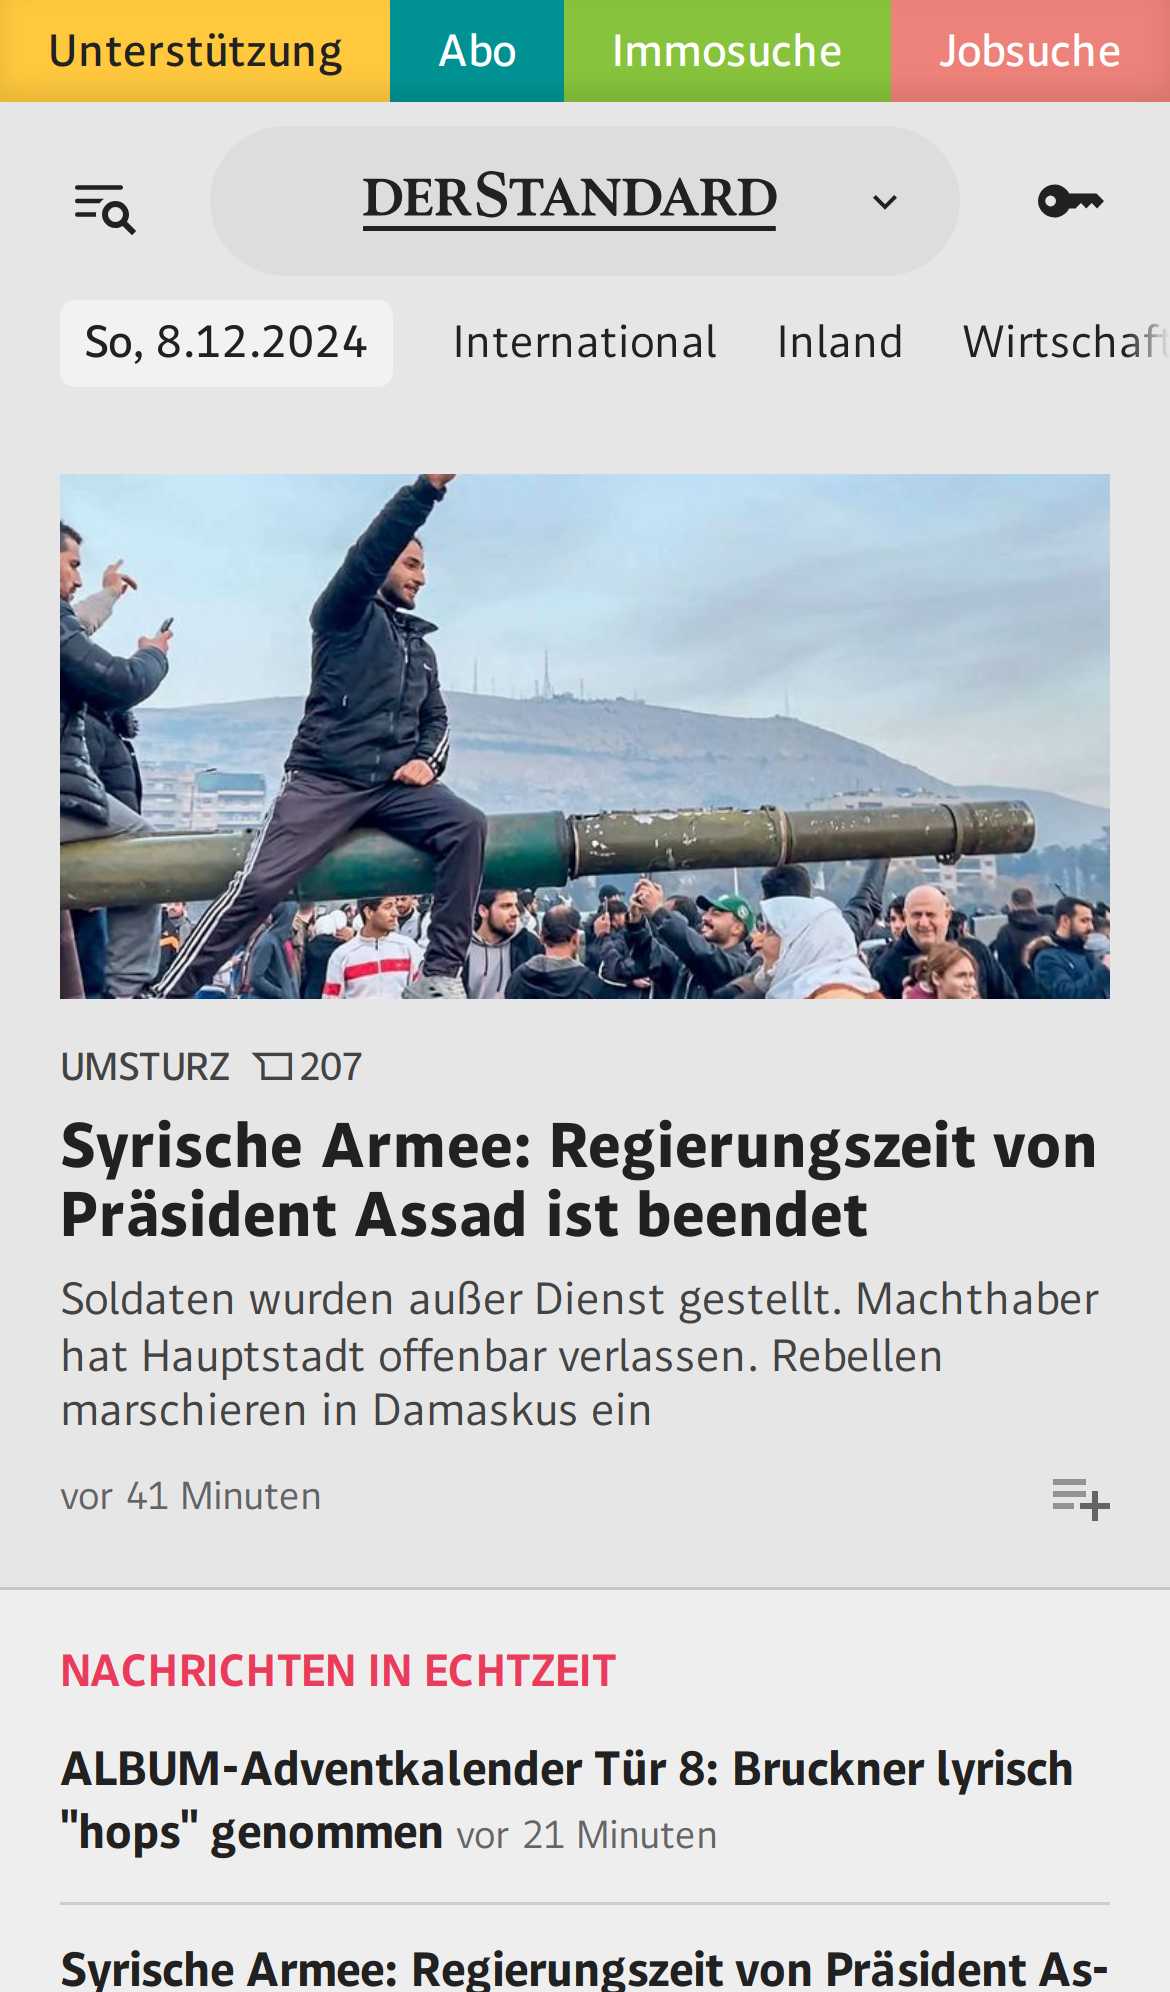 Unterstützung Abo Immosuche Jobsuche
DERSTANDARD
So, 8.12.2024 International Inland Wirtschaft
UMSTURZ 207
Syrische Armee: Regierungszeit von
Präsident Assad ist beendet
Soldaten wurden außer Dienst gestellt. Machthaber
hat Hauptstadt offenbar verlassen. Rebellen
marschieren in Damaskus ein
vor 41 Minuten
NACHRICHTEN IN ECHTZEIT
ALBUM-Adventkalender Tür 8: Bruckner lyrisch
"hops" genommen vor 21 Minuten
Syrische Armee: Regierungszeit von Präsident As-